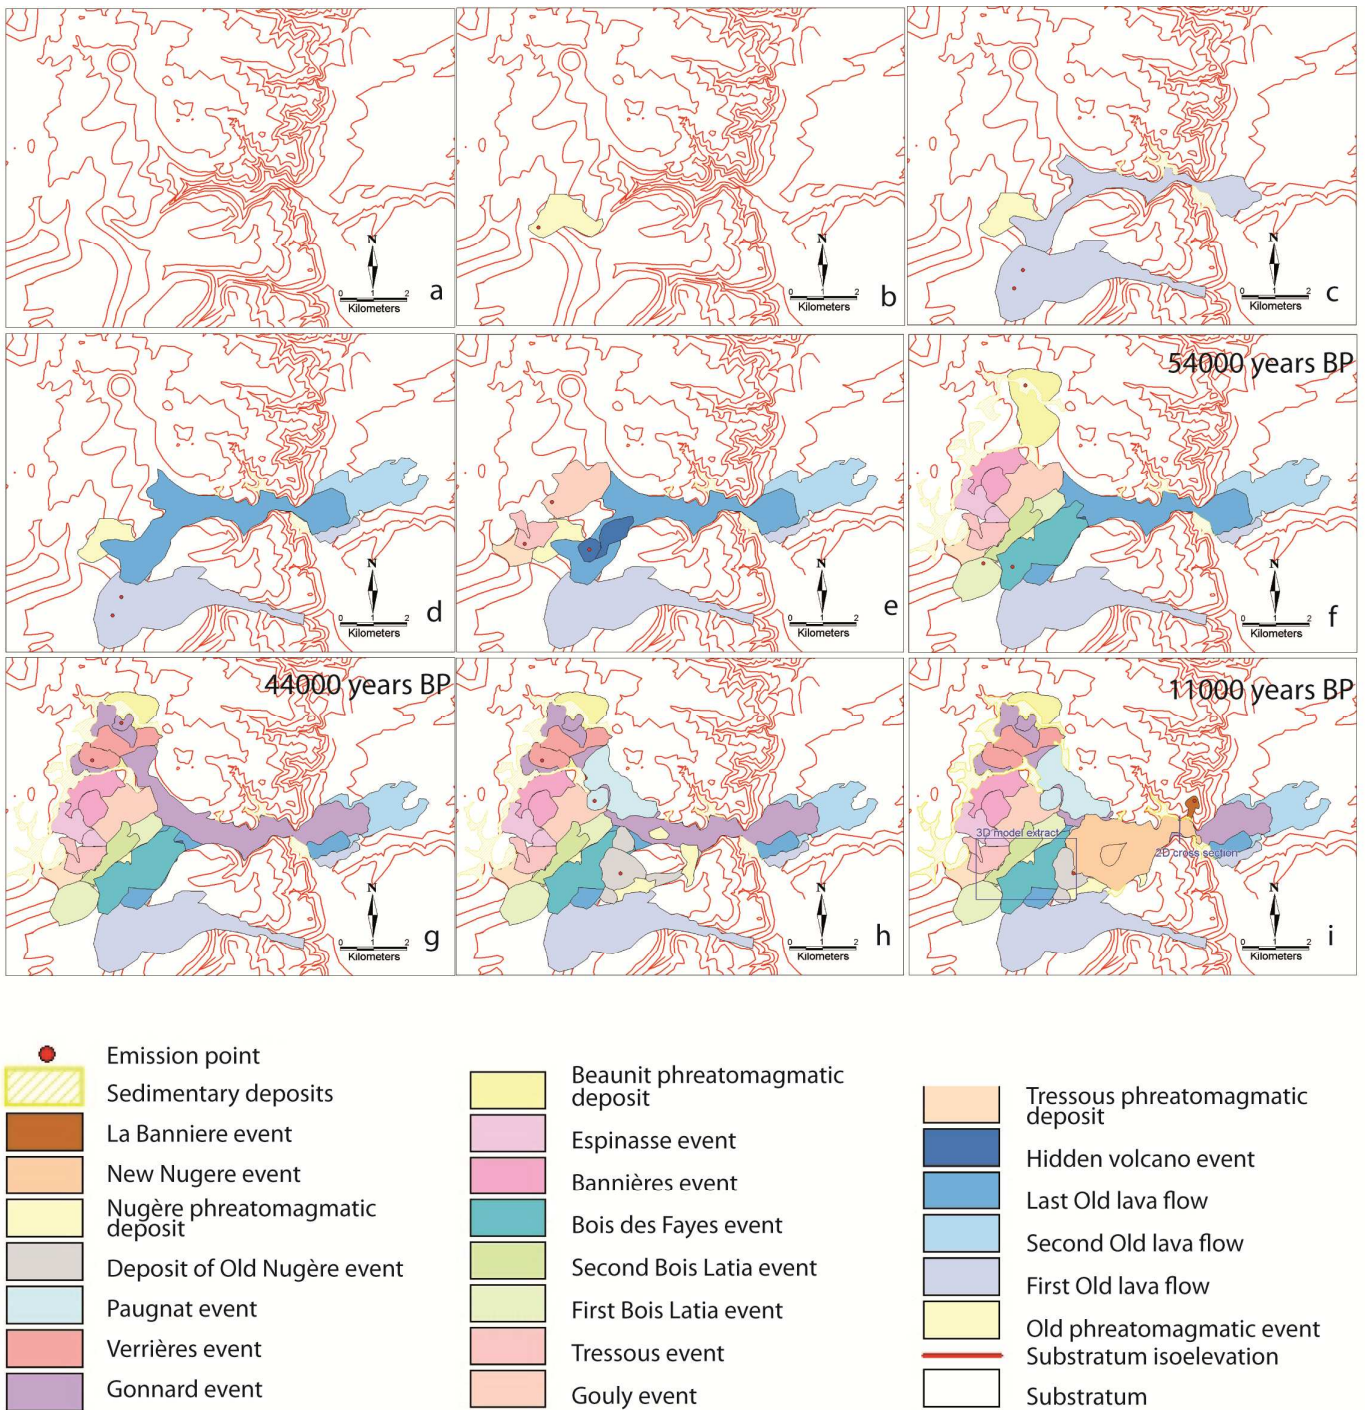 N
0 1 2
Kilometers
a
N
0 1 2
Kilometers
b
N
0 1 2
Kilometers
c
N
0 1 2
Kilometers
d
N
0 1 2
Kilometers
e
54000 years BP
N
0 1 2
Kilometers
f
44000 years BP
N
0 1 2
Kilometers
g
N
0 1 2
Kilometers
h
11000 years BP
3D model extract
2D cross section
N
0 1 2
Kilometers
i
Emission point
Sedimentary deposits
La Banniere event
New Nugere event
Nugère phreatomagmatic
deposit
Deposit of Old Nugère event
Paugnat event
Verrières event
Gonnard event
Beaunit phreatomagmatic
deposit
Espinasse event
Bannières event
Bois des Fayes event
Second Bois Latia event
First Bois Latia event
Tressous event
Gouly event
Tressous phreatomagmatic
deposit
Hidden volcano event
Last Old lava flow
Second Old lava flow
First Old lava flow
Old phreatomagmatic event
Substratum isoelevation
Substratum